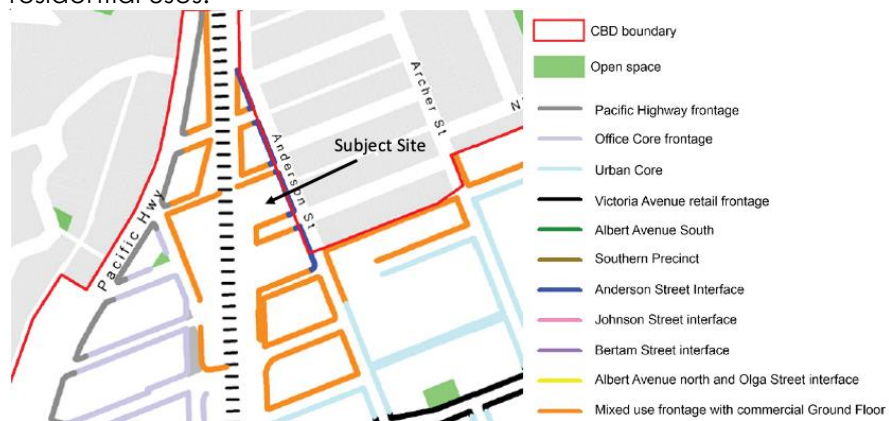 residential uses.
CBD boundary
Open space
Pacific Highway frontage
Office Core frontage
Urban Core
Victoria Avenue retail frontage
Albert Avenue South
Southern Precinct
Anderson Street Interface
Johnson Street interface
Bertam Street interface
Albert Avenue north and Olga Street interface
Mixed use frontage with commercial Ground Floor
Archer St
N
Subject Site
Anderson St
Pacific Hwy